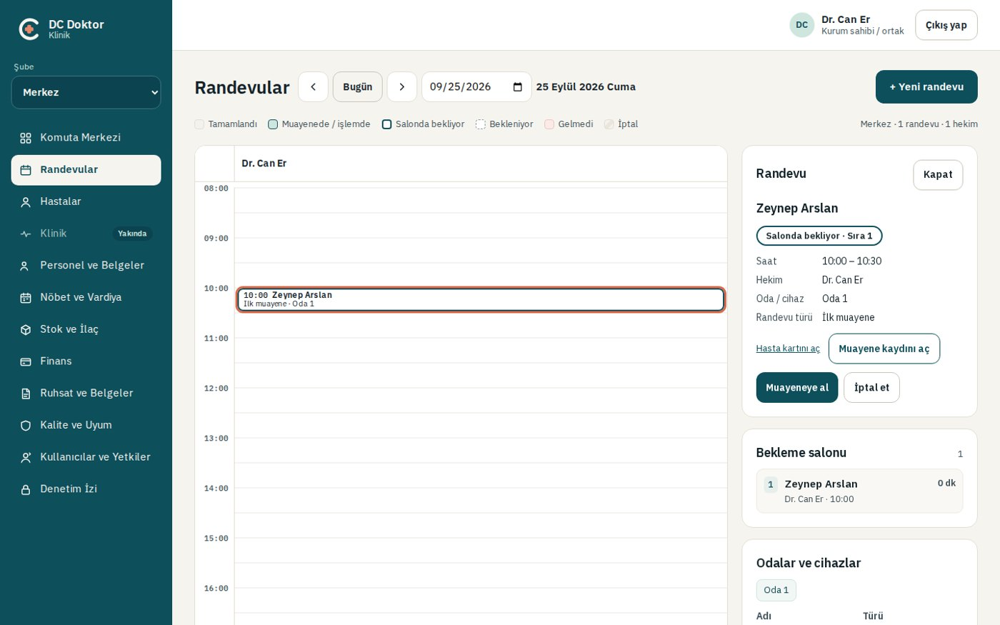 DC Doktor
Klinik
Şube
Merkez
Komuta Merkezi
Randevular
Hastalar
Klinik Yakında
Personel ve Belgeler
Nöbet ve Vardiya
Stok ve İlaç
Finans
Ruhsat ve Belgeler
Kalite ve Uyum
Kullanıcılar ve Yetkiler
Denetim İzi
DC Dr. Can Er
Kurum sahibi / ortak
Çıkış yap
Randevular Bugün 09/25/2026 25 Eylül 2026 Cuma + Yeni randevu
Tamamlandı Muayenede / işlemde Salonda bekliyor Bekleniyor Gelmedi İptal Merkez · 1 randevu · 1 hekim
Dr. Can Er
08:00
09:00
10:00
10:00 Zeynep Arslan
İlk muayene · Oda 1
11:00
12:00
13:00
14:00
15:00
16:00
Randevu Kapat
Zeynep Arslan
Salonda bekliyor · Sıra 1
Saat 10:00 – 10:30
Hekim Dr. Can Er
Oda / cihaz Oda 1
Randevu türü İlk muayene
Hasta kartını aç Muayene kaydını aç
Muayeneye al İptal et
Bekleme salonu 1
1 Zeynep Arslan 0 dk
Dr. Can Er · 10:00
Odalar ve cihazlar
Oda 1
Adı Türü